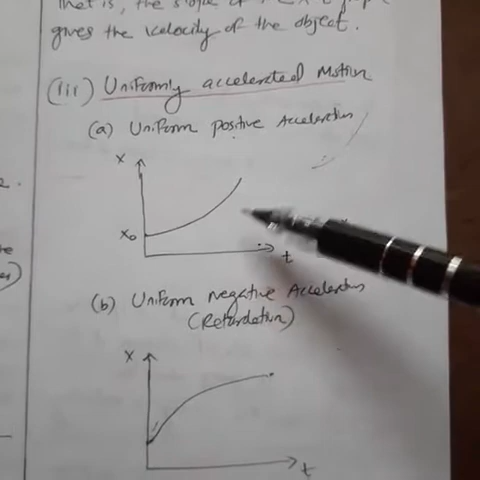 That is, the slope of
gives the velocity of the object.
(iii) Uniformly accelerated Motion
(a) Uniform positive Acceleration
x
x₀
t
(b) Uniform negative Acceleration
(Retardation)
x
t